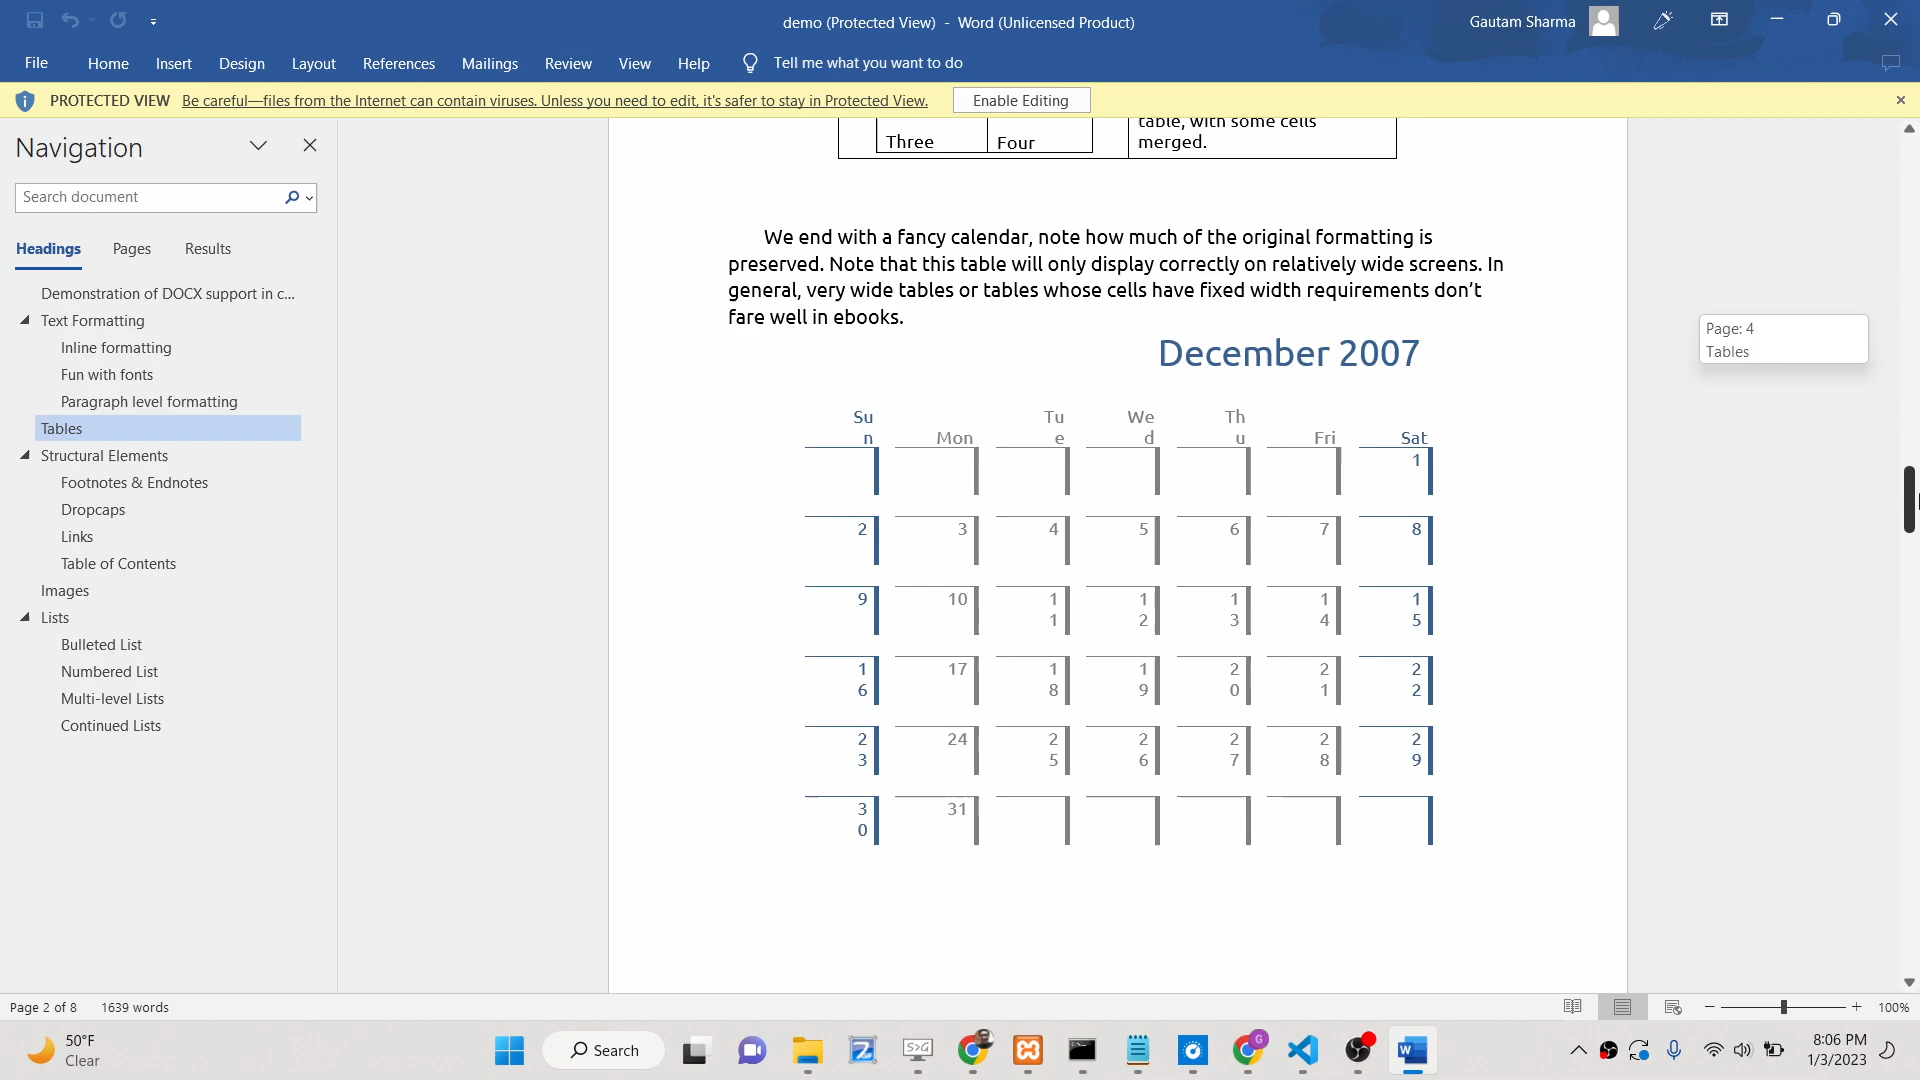 demo (Protected View) - Word (Unlicensed Product)
Gautam Sharma
File Home Insert Design Layout References Mailings Review View Help Tell me what you want to do
PROTECTED VIEW Be careful—files from the Internet can contain viruses. Unless you need to edit, it's safer to stay in Protected View. Enable Editing
Navigation
Search document
Headings Pages Results
Demonstration of DOCX support in c...
Text Formatting
Inline formatting
Fun with fonts
Paragraph level formatting
Tables
Structural Elements
Footnotes & Endnotes
Dropcaps
Links
Table of Contents
Images
Lists
Bulleted List
Numbered List
Multi-level Lists
Continued Lists
table, with some cells
Three Four merged.
We end with a fancy calendar, note how much of the original formatting is
preserved. Note that this table will only display correctly on relatively wide screens. In
general, very wide tables or tables whose cells have fixed width requirements don’t
fare well in ebooks.
December 2007
Su Tu We Th
n Mon e d u Fri Sat
1
2 3 4 5 6 7 8
9 10 1 1 1 1 1
1 2 3 4 5
1 17 1 1 2 2 2
6 8 9 0 1 2
2 24 2 2 2 2 2
3 5 6 7 8 9
3 31
0
Page: 4
Tables
Page 2 of 8 1639 words
100%
50°F
Clear
Search
S>G
G
W
8:06 PM
1/3/2023